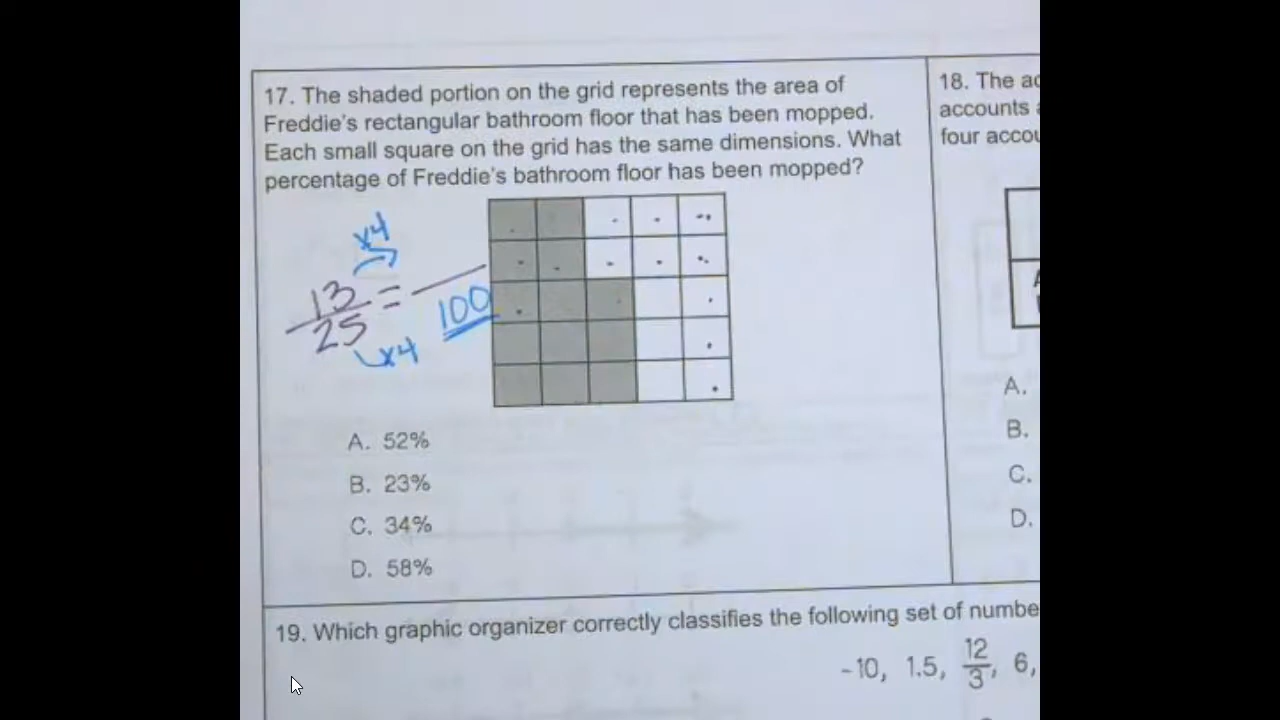 17. The shaded portion on the grid represents the area of
Freddie's rectangular bathroom floor that has been mopped.
Each small square on the grid has the same dimensions. What
percentage of Freddie's bathroom floor has been mopped?
x4
13/25 = /100
x4
A. 52%
B. 23%
C. 34%
D. 58%
18. The
accounts
four
A.
B.
C.
D.
19. Which graphic organizer correctly classifies the following set of
-10, 1.5, 12/3, 6,